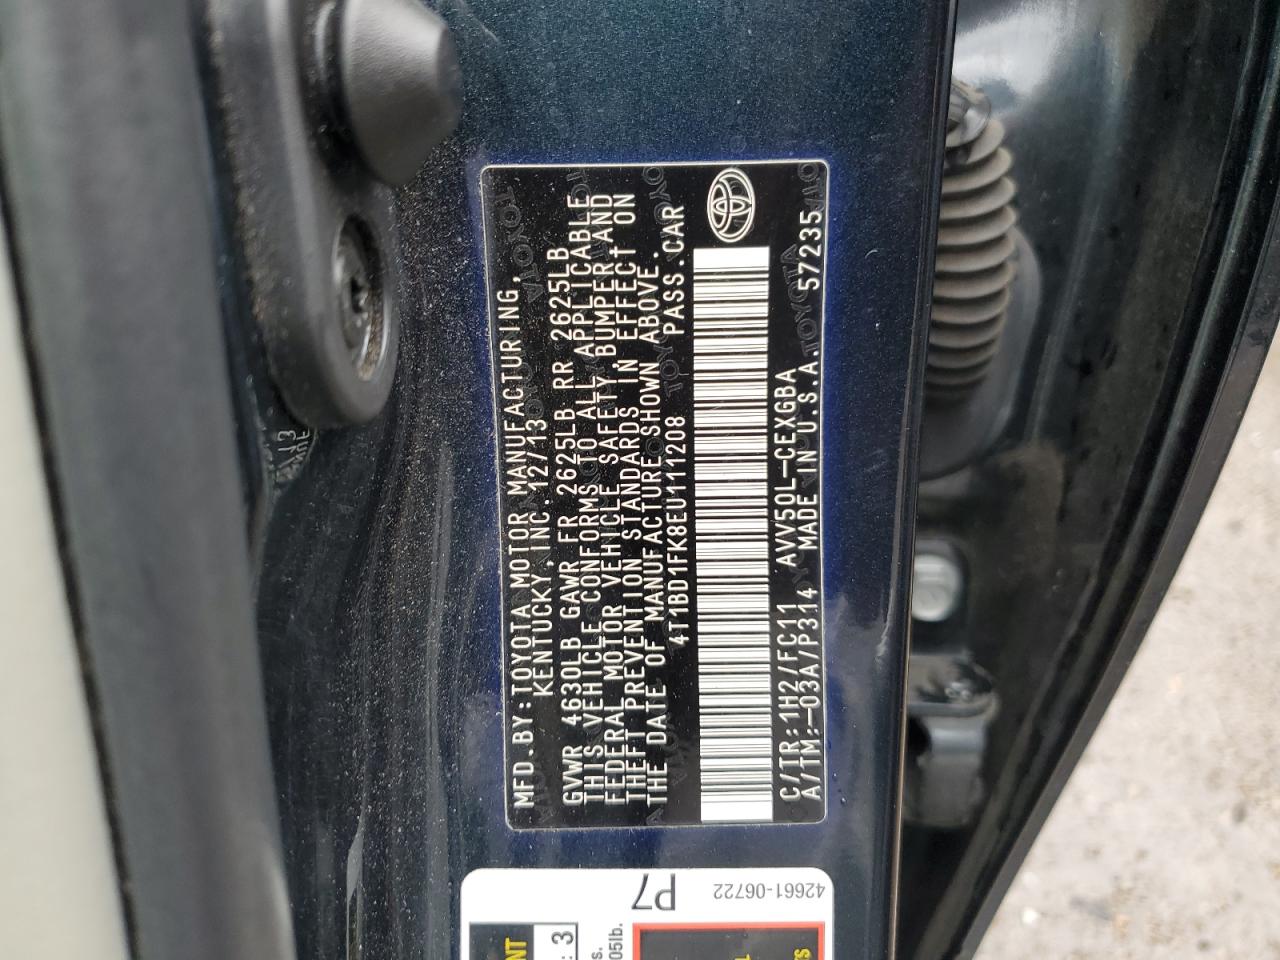 MFD.BY:TOYOTA MOTOR MANUFACTURING,
KENTUCKY,INC.12/13
GVWR 4630LB GAWR FR 2625LB RR 2625LB
THIS VEHICLE CONFORMS TO ALL APPLICABLE
FEDERAL MOTOR VEHICLE SAFETY,BUMPER AND
THEFT PREVENTION STANDARDS IN EFFECT ON
THE DATE OF MANUFACTURE SHOWN ABOVE.
4T1BD1FK8EU111208 PASS.CAR
C/TR:1H2/FC11 AVV50L-CEXGBA
A/TM:-03A/P314 MADE IN U.S.A. 57235
P7
42661-06722
NT
: 3
s.
05lb.